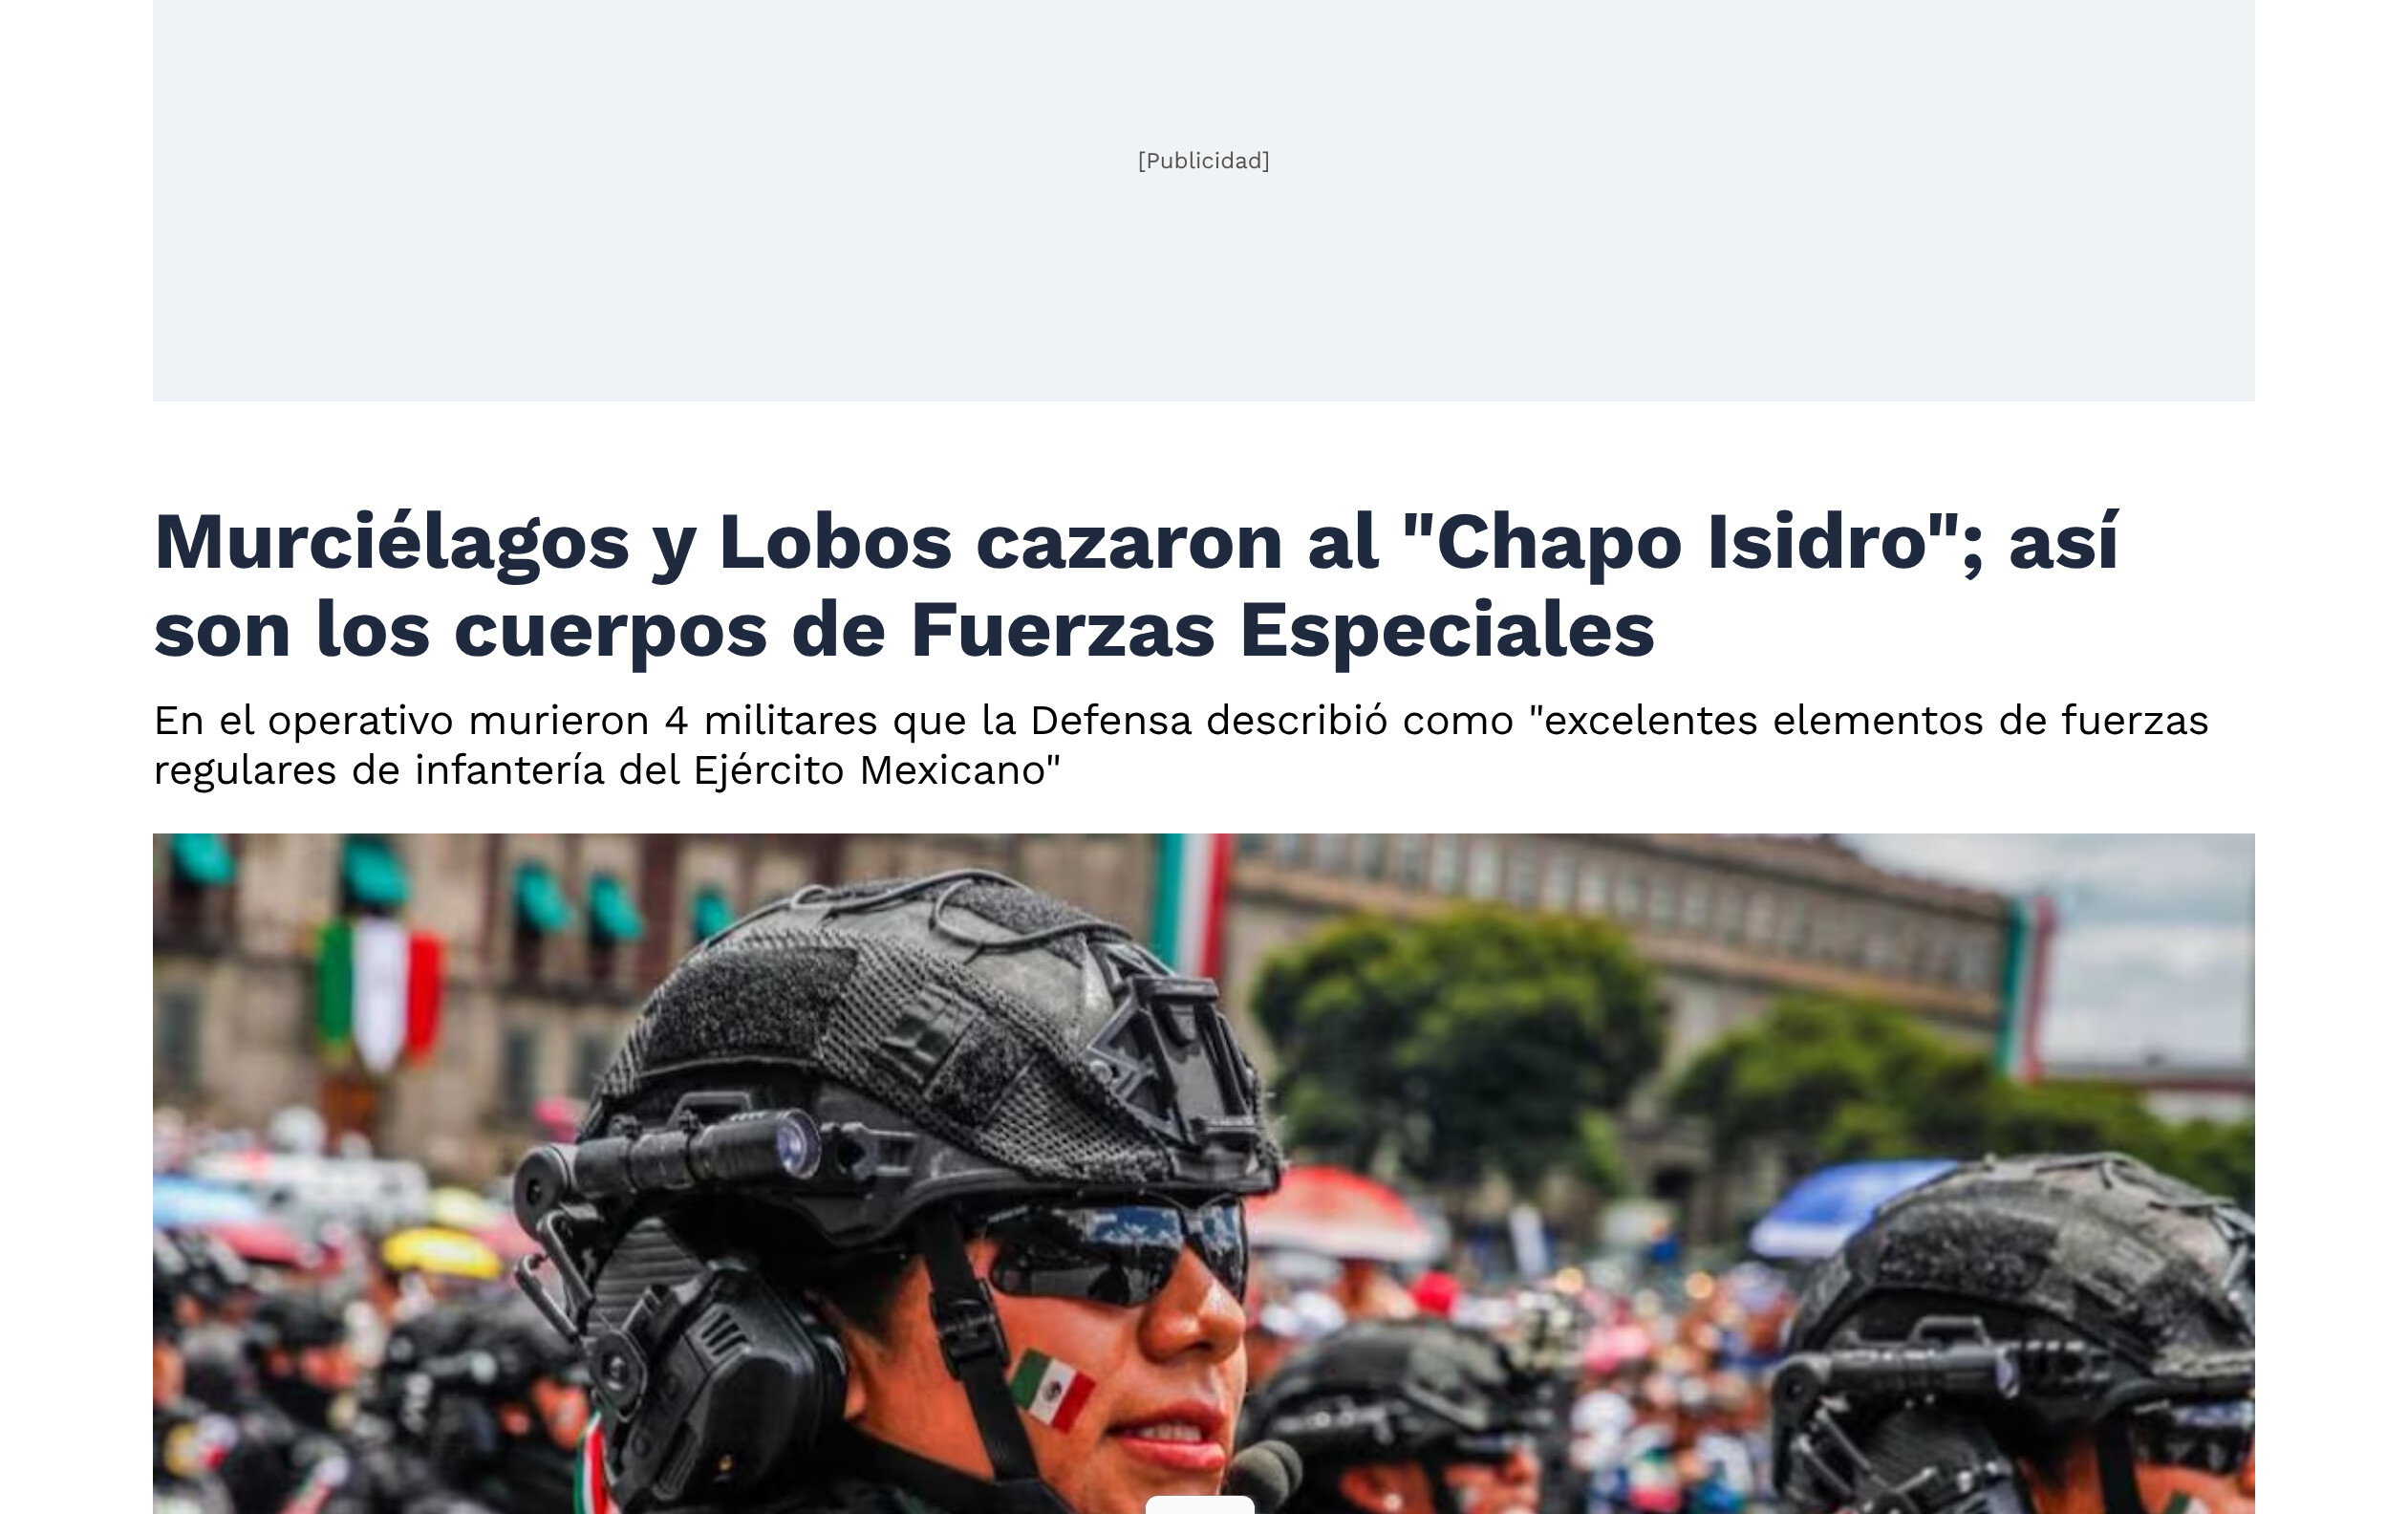 [Publicidad]
Murciélagos y Lobos cazaron al "Chapo Isidro"; así
son los cuerpos de Fuerzas Especiales
En el operativo murieron 4 militares que la Defensa describió como "excelentes elementos de fuerzas
regulares de infantería del Ejército Mexicano"